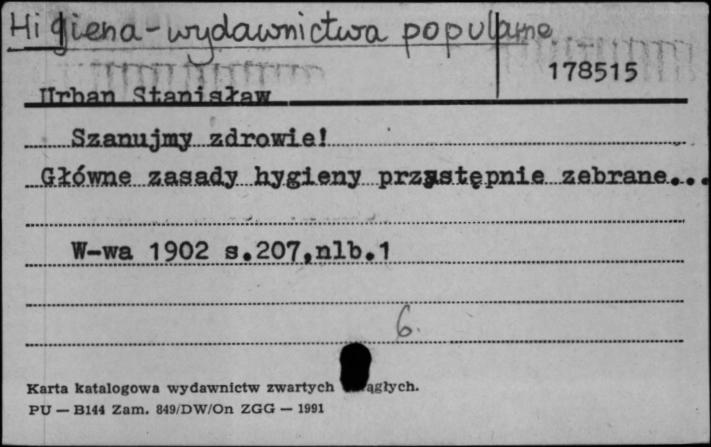 Higiena - wydawnictwa popularne
178515
Urban Stanisław
Szanujmy zdrowie!
Główne zasady hygieny przystępnie zebrane...
W-wa 1902 s.207,nlb.1
6.
Karta katalogowa wydawnictw zwartych
PU — B144 Zam. 849/DW/On ZGG — 1991